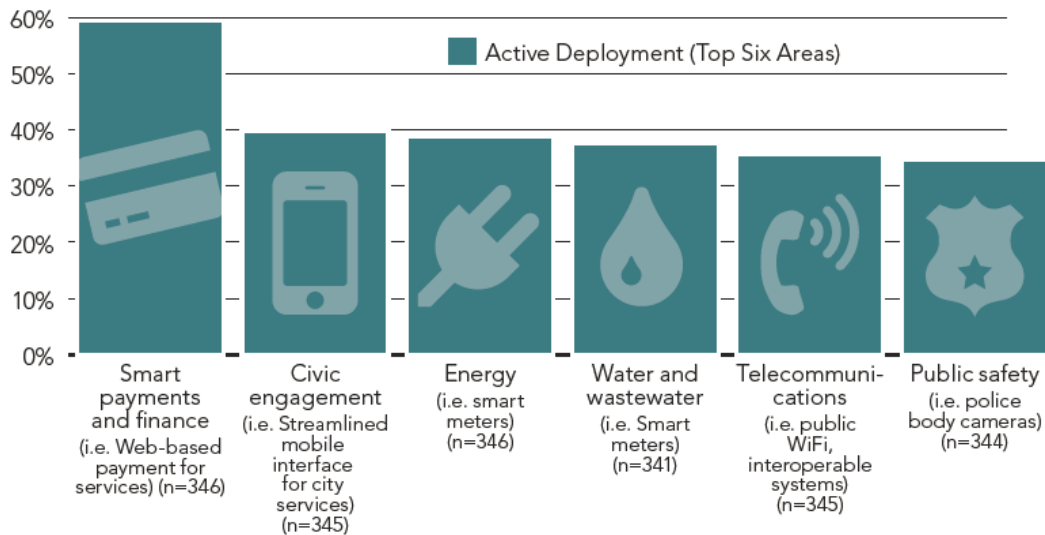 60%
Active Deployment (Top Six Areas)
50%
40%
30%
20%
10%
0%
Smart
payments
and finance
(i.e. Web-based
payment for
services) (n=346)
Civic
engagement
(i.e. Streamlined
mobile
interface
for city
services)
(n=345)
Energy
(i.e. smart
meters)
(n=346)
Water and
wastewater
(i.e. Smart
meters)
(n=341)
Telecommuni-
cations
(i.e. public
WiFi,
interoperable
systems)
(n=345)
Public safety
(i.e. police
body cameras)
(n=344)